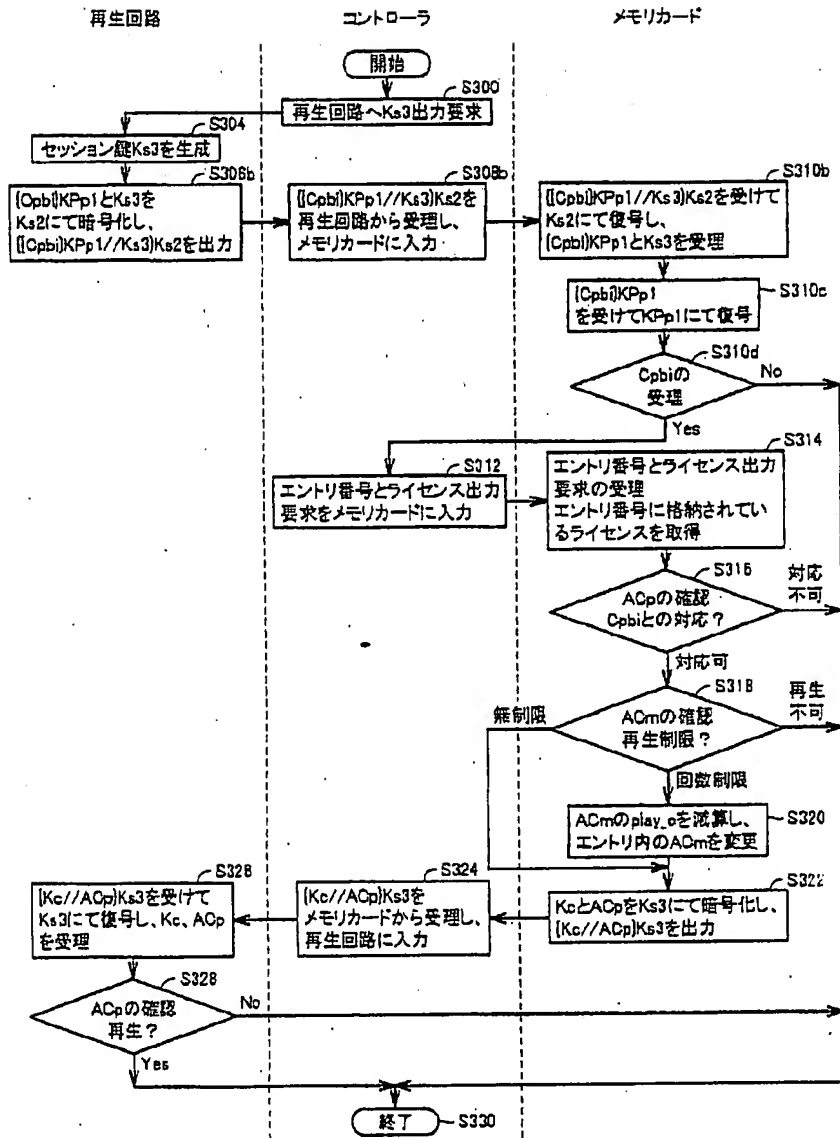 再生回路
コントローラ
メモリカード
開始
S300
再生回路へKs3出力要求
S304
セッション鍵Ks3を生成
S306b
{Cpbi}KPp1とKs3を
Ks2にて暗号化し、
{{Cpbi}KPp1//Ks3}Ks2を出力
S308b
{{Cpbi}KPp1//Ks3}Ks2を
再生回路から受理し、
メモリカードに入力
S310b
{{Cpbi}KPp1//Ks3}Ks2を受けて
Ks2にて復号し、
{Cpbi}KPp1とKs3を受理
S310c
{Cpbi}KPp1
を受けてKPp1にて復号
S310d
Cpbiの
受理
No
Yes
S312
エントリ番号とライセンス出力
要求をメモリカードに入力
S314
エントリ番号とライセンス出力
要求の受理
エントリ番号に格納されてい
るライセンスを取得
S316
ACpの確認
Cpbiとの対応?
対応
不可
対応可
S318
ACmの確認
再生制限?
無制限
再生
不可
回数制限
S320
ACmのplay_cを減算し、
エントリ内のACmを変更
S322
KcとACpをKs3にて暗号化し、
{Kc//ACp}Ks3を出力
S324
{Kc//ACp}Ks3を
メモリカードから受理し、
再生回路に入力
S326
{Kc//ACp}Ks3を受けて
Ks3にて復号し、Kc、ACp
を受理
S328
ACpの確認
再生?
No
Yes
終了
S330